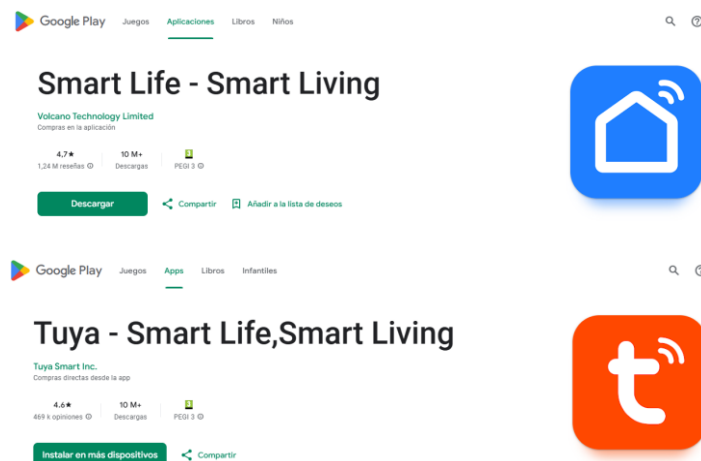 Google Play Juegos Aplicaciones Libros Niños
Smart Life - Smart Living
Volcano Technology Limited
Compras en la aplicación
4,7★ 10 M+ 3
1,24 M reseñas Descargas PEGI 3
Descargar Compartir Añadir a la lista de deseos
Google Play Juegos Apps Libros Infantiles
Tuya - Smart Life,Smart Living
Tuya Smart Inc.
Compras directas desde la app
4.6★ 10 M+ 3
469 k opiniones Descargas PEGI 3
Instalar en más dispositivos Compartir